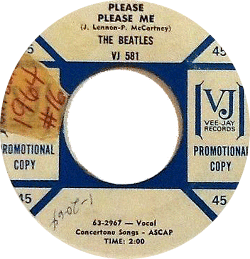 PLEASE
PLEASE ME
(J. Lennon-P. McCartney)
THE BEATLES
VJ 581
45
1964
#16
VJ
VEE-JAY
RECORDS
PROMOTIONAL
COPY
PROMOTIONAL
COPY
45
45
63-2967 — Vocal
Concertone Songs - ASCAP
TIME: 2:00